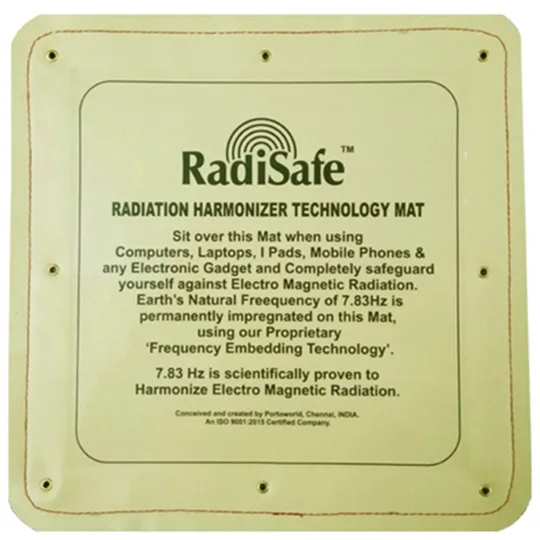 RadiSafe™
RADIATION HARMONIZER TECHNOLOGY MAT
Sit over this Mat when using
Computers, Laptops, I Pads, Mobile Phones &
any Electronic Gadget and Completely safeguard
yourself against Electro Magnetic Radiation.
Earth's Natural Freequency of 7.83Hz is
permanently impregnated on this Mat,
using our Proprietary
'Frequency Embedding Technology'.
7.83 Hz is scientifically proven to
Harmonize Electro Magnetic Radiation.
Conceived and created by Portoworld, Chennai, INDIA.
An ISO 9001:2015 Certified Company.